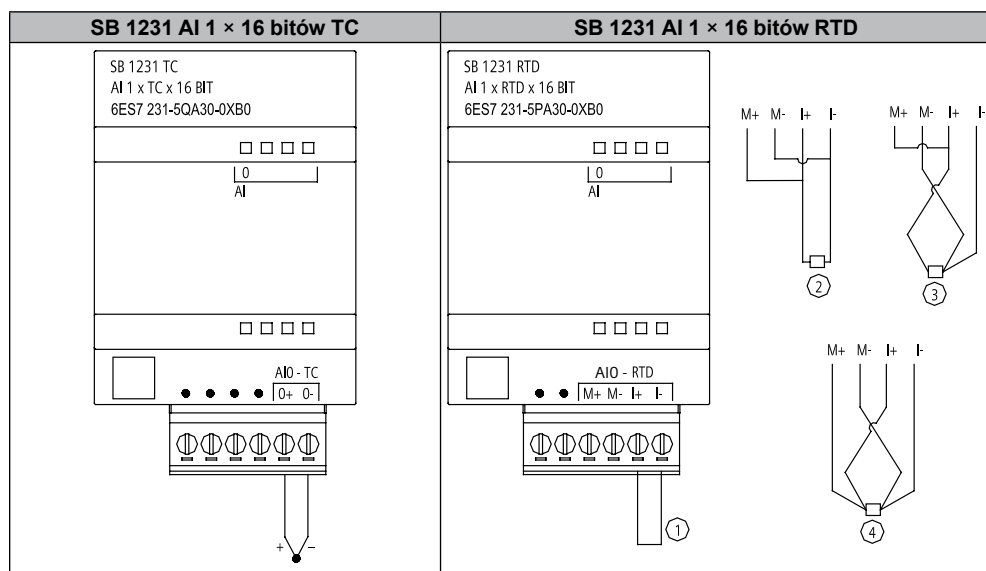 SB 1231 AI 1 × 16 bitów TC
SB 1231 AI 1 × 16 bitów RTD
SB 1231 TC
AI 1 x TC x 16 BIT
6ES7 231-5QA30-0XB0
0
AI
AI0 - TC
0+ 0-
+ –
SB 1231 RTD
AI 1 x RTD x 16 BIT
6ES7 231-5PA30-0XB0
0
AI
AI0 - RTD
M+ M- I+ I-
1
M+ M- I+ I-
2
M+ M- I+ I-
3
M+ M- I+ I-
4